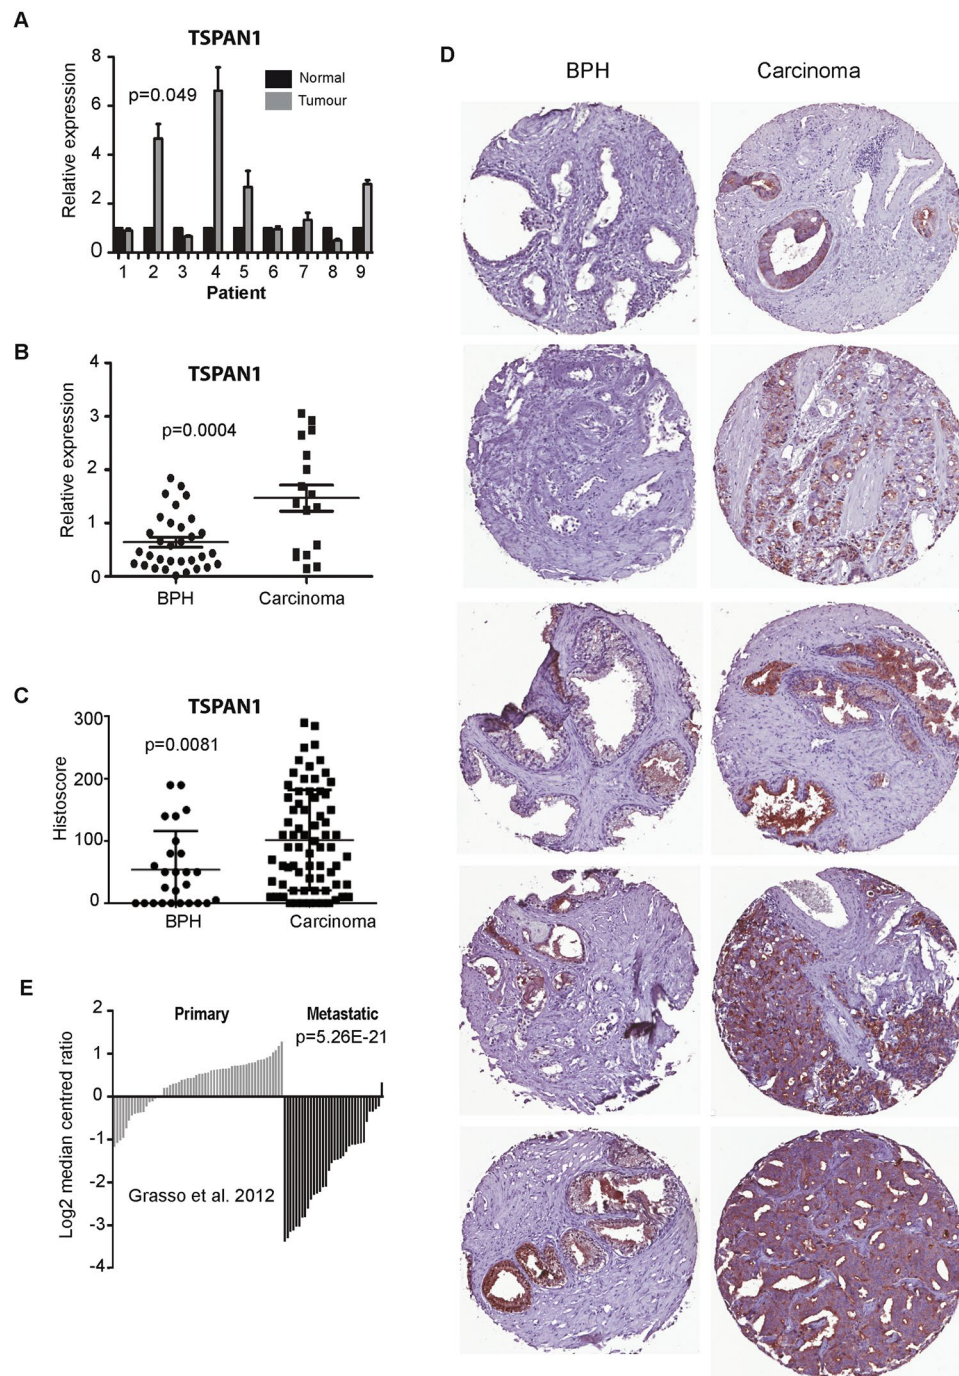 A
TSPAN1
Relative expression
8
6
4
2
0
p=0.049
Normal
Tumour
1 2 3 4 5 6 7 8 9
Patient
B
TSPAN1
Relative expression
4
3
2
1
0
p=0.0004
BPH Carcinoma
C
TSPAN1
Histoscore
300
200
100
0
p=0.0081
BPH Carcinoma
E
Log2 median centred ratio
2
1
0
-1
-2
-3
-4
Primary Metastatic
p=5.26E-21
Grasso et al. 2012
D
BPH Carcinoma